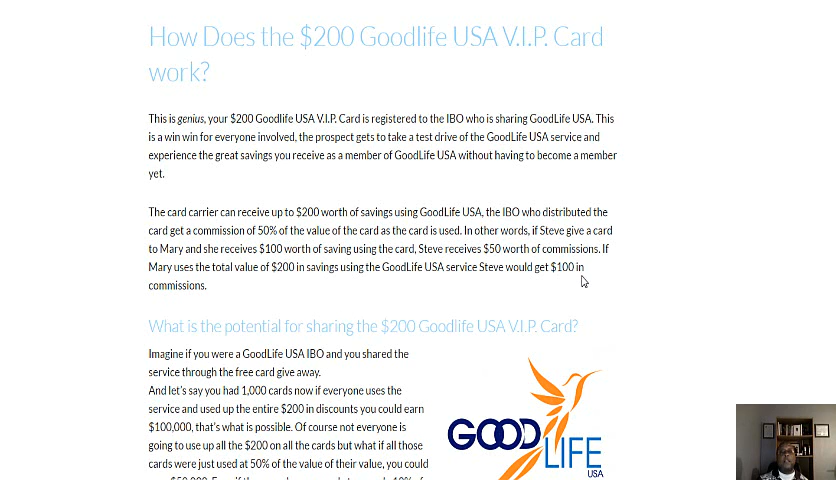 How Does the $200 Goodlife USA V.I.P. Card
work?
This is genius, your $200 Goodlife USA V.I.P. Card is registered to the IBO who is sharing GoodLife USA. This
is a win win for everyone involved, the prospect gets to take a test drive of the GoodLife USA service and
experience the great savings you receive as a member of GoodLife USA without having to become a member
yet.
The card carrier can receive up to $200 worth of savings using GoodLife USA, the IBO who distributed the
card get a commission of 50% of the value of the card as the card is used. In other words, if Steve give a card
to Mary and she receives $100 worth of saving using the card, Steve receives $50 worth of commissions. If
Mary uses the total value of $200 in savings using the GoodLife USA service Steve would get $100 in
commissions.
What is the potential for sharing the $200 Goodlife USA V.I.P. Card?
Imagine if you were a GoodLife USA IBO and you shared the
service through the free card give away.
And let's say you had 1,000 cards now if everyone uses the
service and used up the entire $200 in discounts you could earn
$100,000, that's what is possible. Of course not everyone is
going to use up all the $200 on all the cards but what if all those
cards were just used at 50% of the value of their value, you could
GOOD LIFE
USA